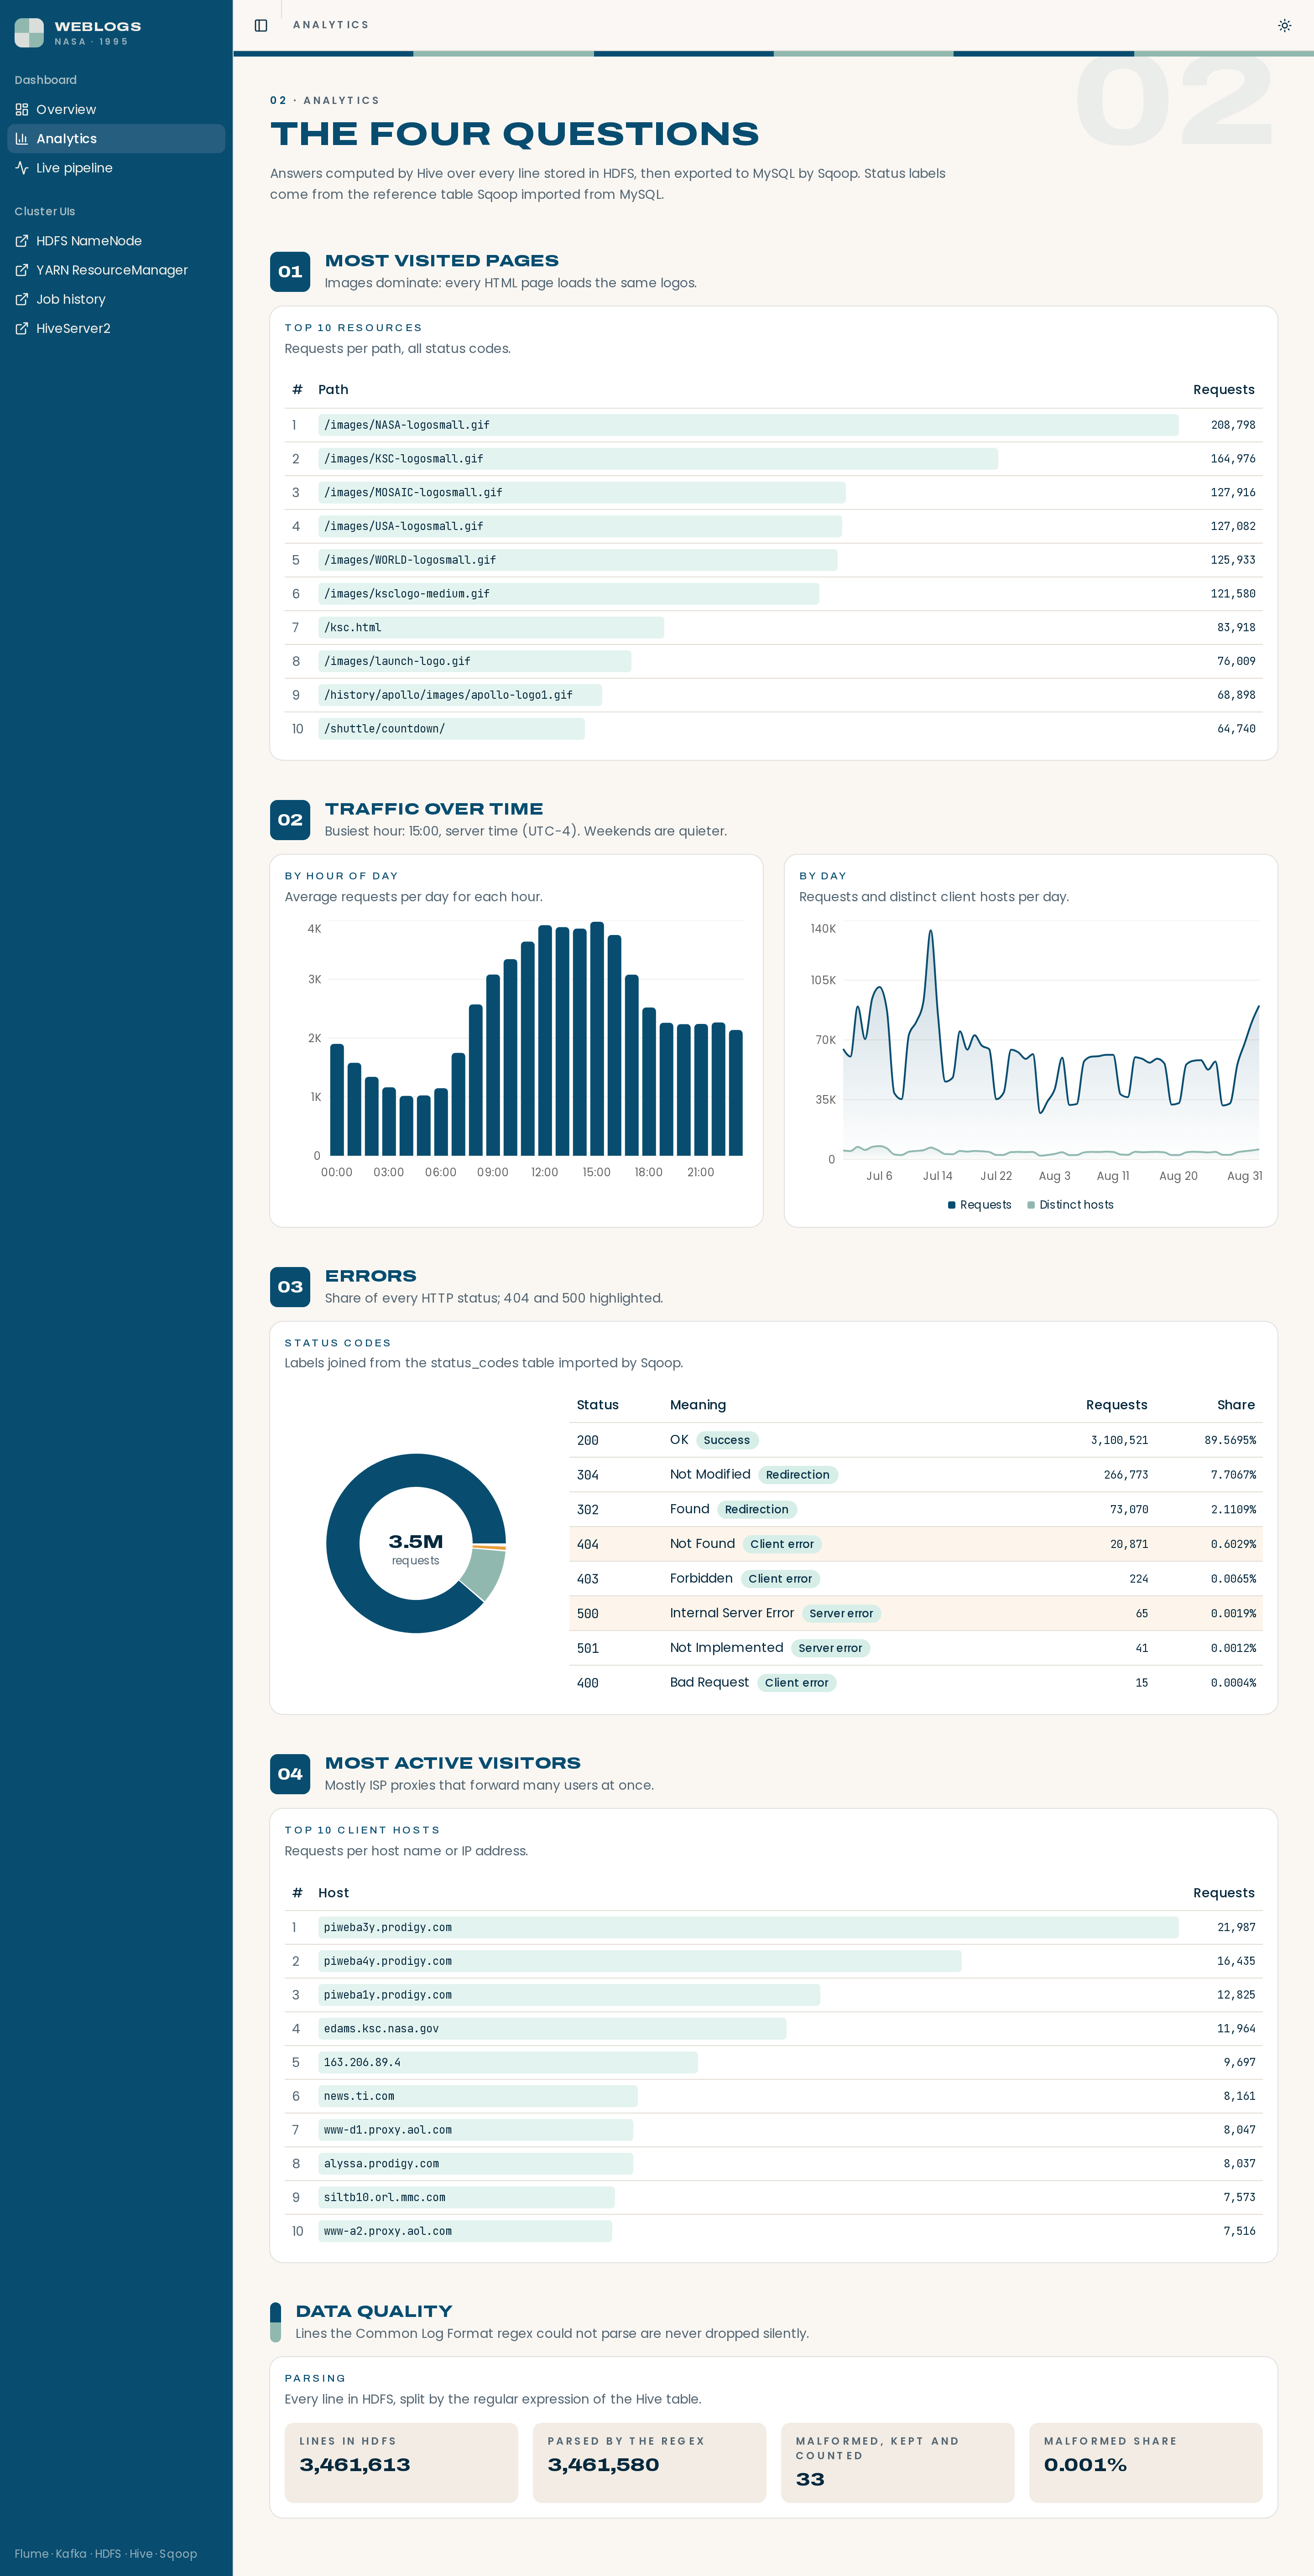 WEBLOGS
NASA · 1995
Dashboard
Overview
Analytics
Live pipeline
Cluster UIs
HDFS NameNode
YARN ResourceManager
Job history
HiveServer2
Flume · Kafka · HDFS · Hive · Sqoop
ANALYTICS
02
02 · ANALYTICS
THE FOUR QUESTIONS
Answers computed by Hive over every line stored in HDFS, then exported to MySQL by Sqoop. Status labels
come from the reference table Sqoop imported from MySQL.
01
MOST VISITED PAGES
Images dominate: every HTML page loads the same logos.
TOP 10 RESOURCES
Requests per path, all status codes.
# Path Requests
1 /images/NASA-logosmall.gif 208,798
2 /images/KSC-logosmall.gif 164,976
3 /images/MOSAIC-logosmall.gif 127,916
4 /images/USA-logosmall.gif 127,082
5 /images/WORLD-logosmall.gif 125,933
6 /images/ksclogo-medium.gif 121,580
7 /ksc.html 83,918
8 /images/launch-logo.gif 76,009
9 /history/apollo/images/apollo-logo1.gif 68,898
10 /shuttle/countdown/ 64,740
02
TRAFFIC OVER TIME
Busiest hour: 15:00, server time (UTC-4). Weekends are quieter.
BY HOUR OF DAY
Average requests per day for each hour.
4K
3K
2K
1K
0
00:00 03:00 06:00 09:00 12:00 15:00 18:00 21:00
BY DAY
Requests and distinct client hosts per day.
140K
105K
70K
35K
0
Jul 6 Jul 14 Jul 22 Aug 3 Aug 11 Aug 20 Aug 31
Requests Distinct hosts
03
ERRORS
Share of every HTTP status; 404 and 500 highlighted.
STATUS CODES
Labels joined from the status_codes table imported by Sqoop.
3.5M
requests
Status Meaning Requests Share
200 OK Success 3,100,521 89.5695%
304 Not Modified Redirection 266,773 7.7067%
302 Found Redirection 73,070 2.1109%
404 Not Found Client error 20,871 0.6029%
403 Forbidden Client error 224 0.0065%
500 Internal Server Error Server error 65 0.0019%
501 Not Implemented Server error 41 0.0012%
400 Bad Request Client error 15 0.0004%
04
MOST ACTIVE VISITORS
Mostly ISP proxies that forward many users at once.
TOP 10 CLIENT HOSTS
Requests per host name or IP address.
# Host Requests
1 piweba3y.prodigy.com 21,987
2 piweba4y.prodigy.com 16,435
3 piweba1y.prodigy.com 12,825
4 edams.ksc.nasa.gov 11,964
5 163.206.89.4 9,697
6 news.ti.com 8,161
7 www-d1.proxy.aol.com 8,047
8 alyssa.prodigy.com 8,037
9 siltb10.orl.mmc.com 7,573
10 www-a2.proxy.aol.com 7,516
DATA QUALITY
Lines the Common Log Format regex could not parse are never dropped silently.
PARSING
Every line in HDFS, split by the regular expression of the Hive table.
LINES IN HDFS
3,461,613
PARSED BY THE REGEX
3,461,580
MALFORMED, KEPT AND
COUNTED
33
MALFORMED SHARE
0.001%